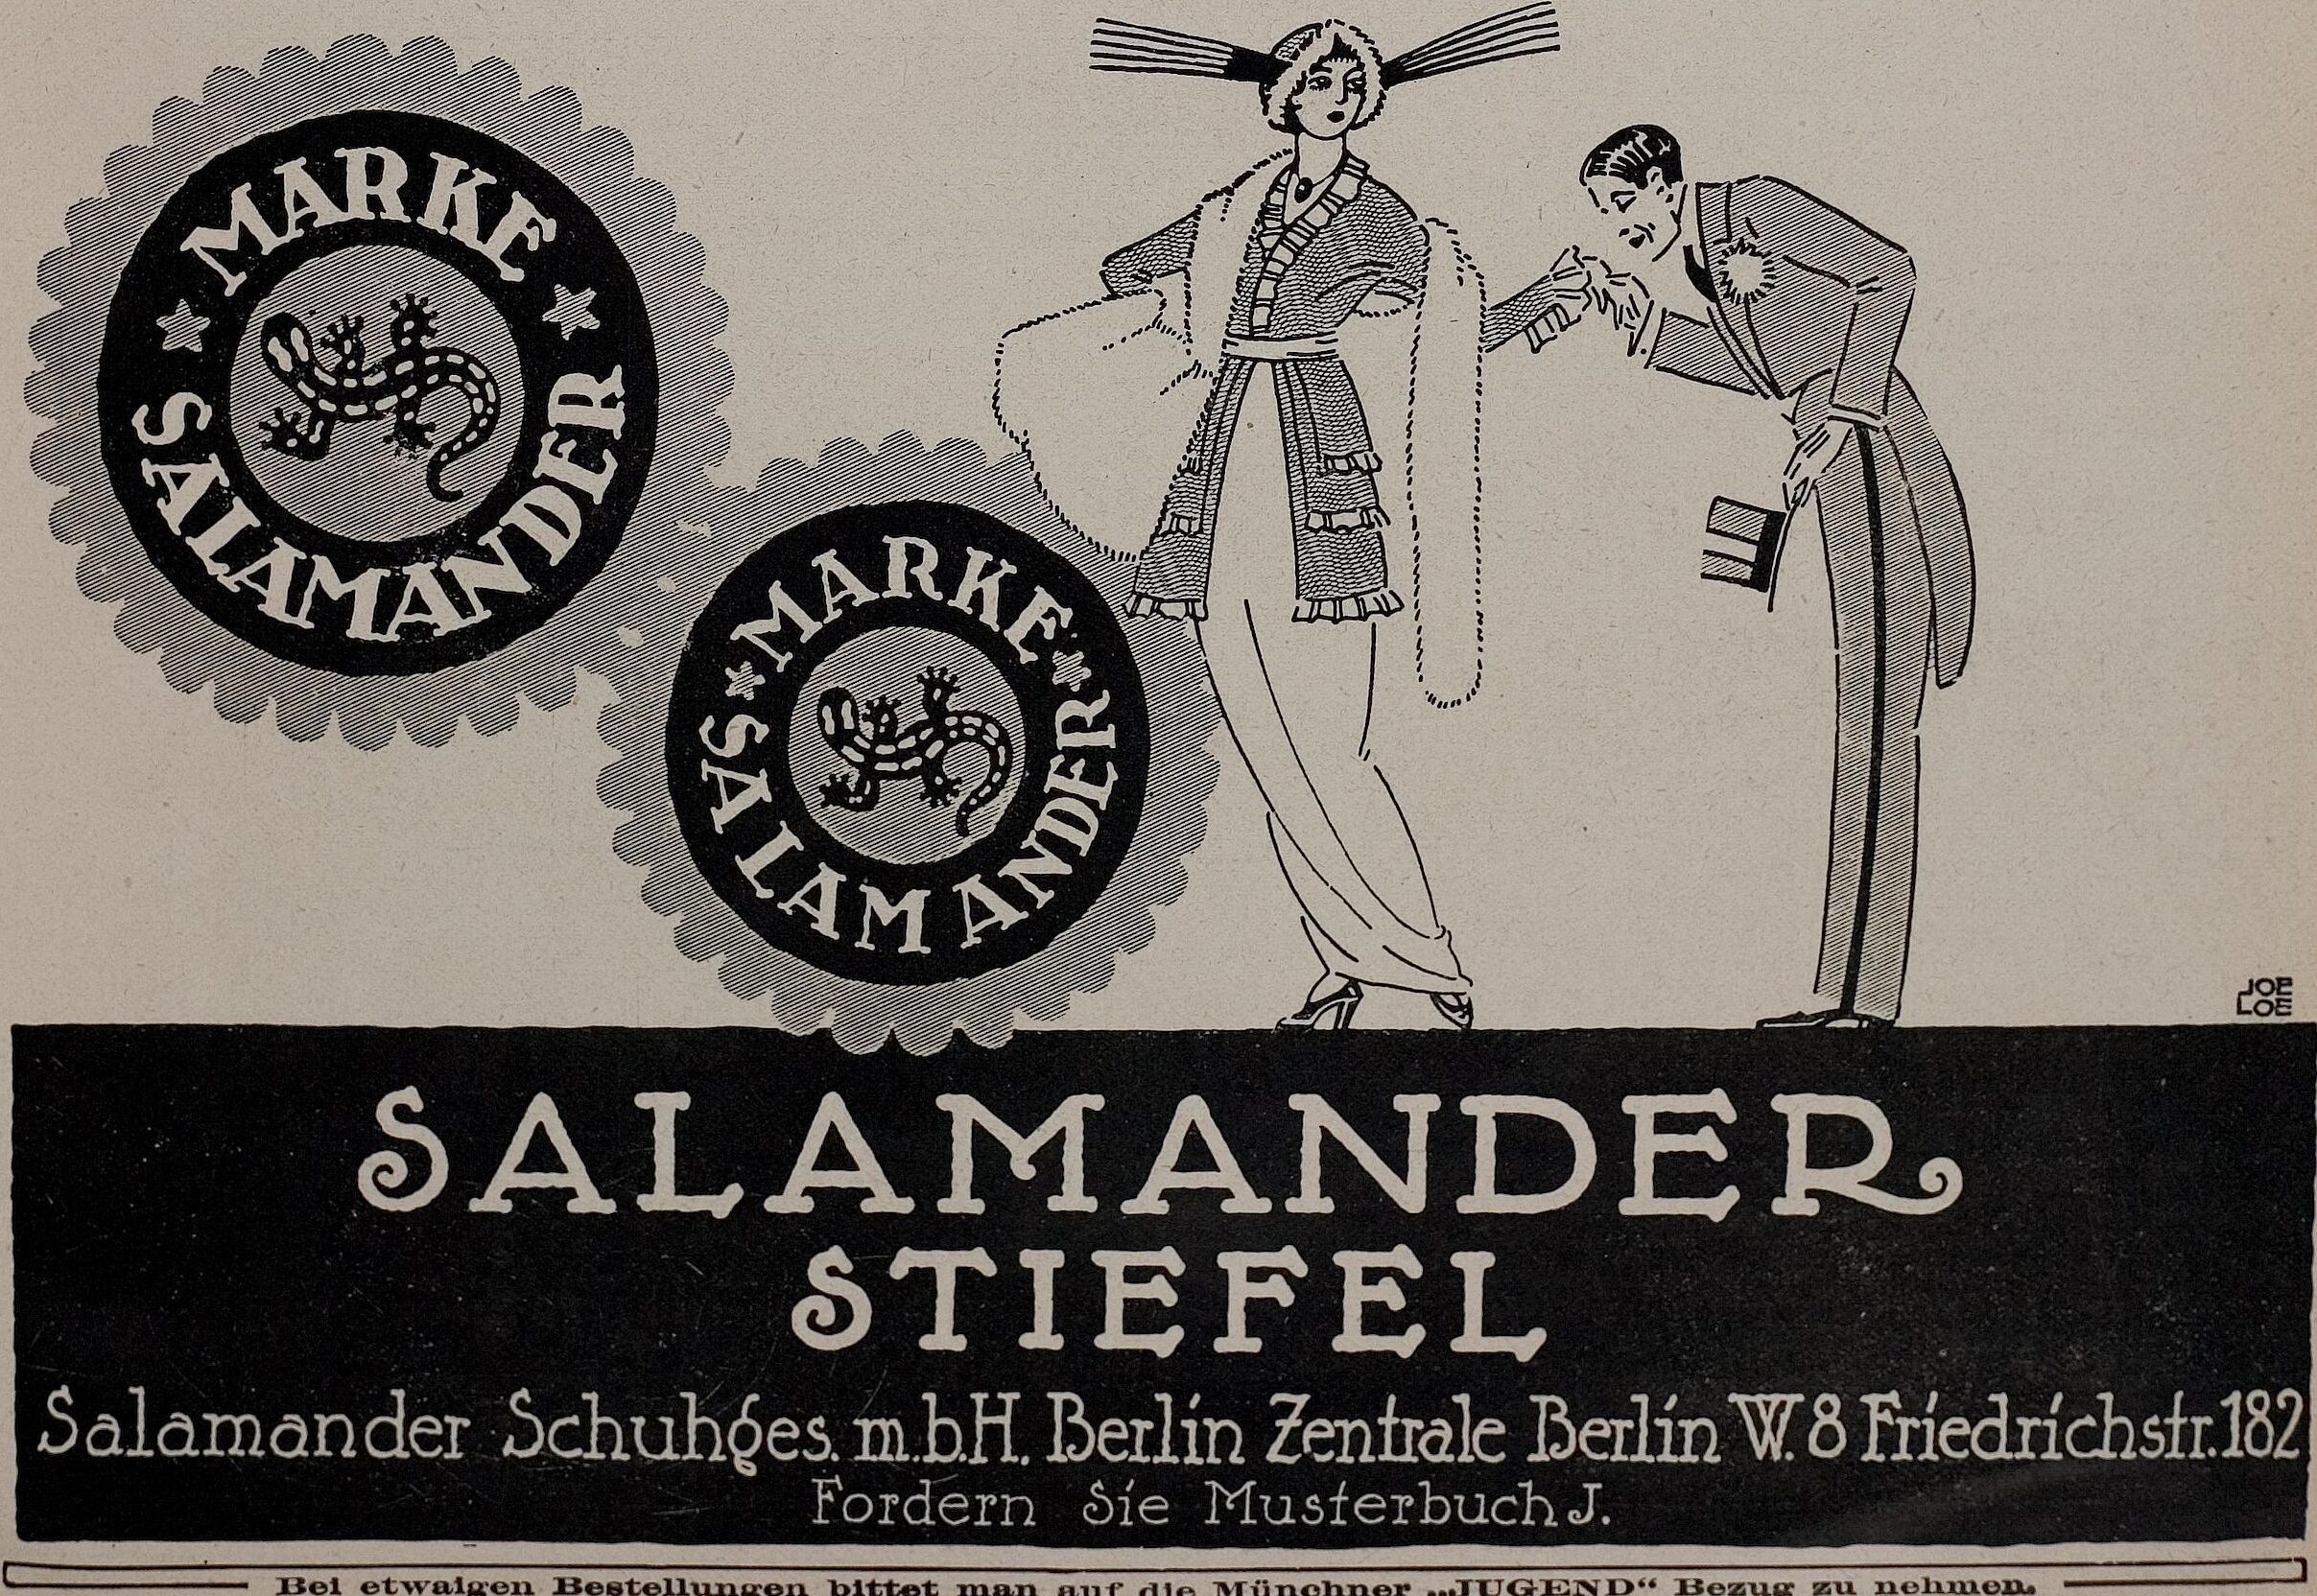 MARKE
SALAMANDER
MARKE
SALAMANDER
JOE
LOE
SALAMANDER
STIEFEL
Salamander Schuhges. m.b.H. Berlin Zentrale Berlin W. 8 Friedrichstr. 182
Fordern Sie Musterbuch J.
Bei etwaigen Bestellungen bittet man auf die Münchner „JUGEND“ Bezug zu nehmen.